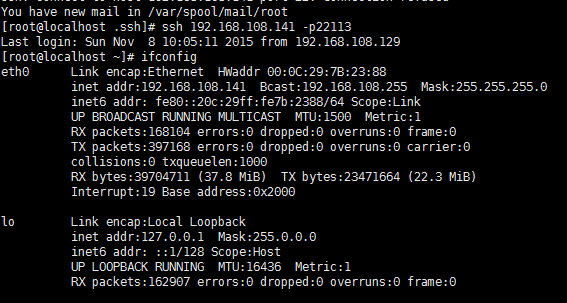 You have new mail in /var/spool/mail/root
[root@localhost .ssh]# ssh 192.168.108.141 -p22113
Last login: Sun Nov  8 10:05:11 2015 from 192.168.108.129
[root@localhost ~]# ifconfig
eth0      Link encap:Ethernet  HWaddr 00:0C:29:7B:23:88
          inet addr:192.168.108.141  Bcast:192.168.108.255  Mask:255.255.255.0
          inet6 addr: fe80::20c:29ff:fe7b:2388/64 Scope:Link
          UP BROADCAST RUNNING MULTICAST  MTU:1500  Metric:1
          RX packets:168104 errors:0 dropped:0 overruns:0 frame:0
          TX packets:397168 errors:0 dropped:0 overruns:0 carrier:0
          collisions:0 txqueuelen:1000
          RX bytes:39704711 (37.8 MiB)  TX bytes:23471664 (22.3 MiB)
          Interrupt:19 Base address:0x2000

lo        Link encap:Local Loopback
          inet addr:127.0.0.1  Mask:255.0.0.0
          inet6 addr: ::1/128 Scope:Host
          UP LOOPBACK RUNNING  MTU:16436  Metric:1
          RX packets:162907 errors:0 dropped:0 overruns:0 frame:0